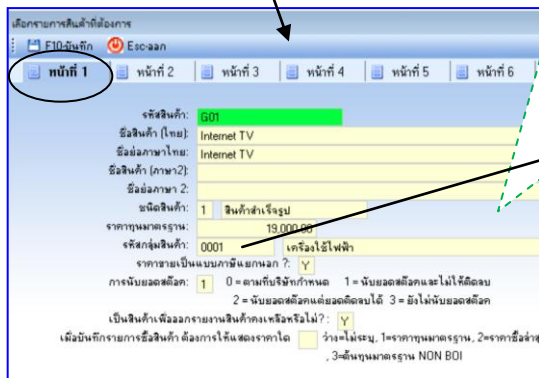 เลือกรายการสินค้าที่ต้องการ
F10-บันทึก Esc-ออก
หน้าที่ 1 หน้าที่ 2 หน้าที่ 3 หน้าที่ 4 หน้าที่ 5 หน้าที่ 6
รหัสสินค้า: G01
ชื่อสินค้า (ไทย): Internet TV
ชื่อย่อภาษาไทย: Internet TV
ชื่อสินค้า (ภาษา2):
ชื่อย่อภาษา 2:
ชนิดสินค้า: 1 สินค้าสำเร็จรูป
ราคาทุนมาตรฐาน: 19,000.00
รหัสกลุ่มสินค้า: 0001 เครื่องใช้ไฟฟ้า
ราคาขายเป็นแบบภาษีแยกนอก ?: Y
การนับยอดสต๊อค: 1 0 = ตามที่บริษัทกำหนด 1 = นับยอดสต๊อคและไม่ให้ติดลบ
2 = นับยอดสต๊อคแต่ยอดติดลบได้ 3 = ยังไม่นับยอดสต๊อค
เป็นสินค้าเพื่อออกรายงานสินค้าคงเหลือหรือไม่? : Y
เมื่อบันทึกรายการซื้อสินค้า ต้องการให้แสดงราคาใด ว่าง=ไม่ระบุ, 1=ราคาทุนมาตรฐาน, 2=ราคาซื้อล่าสุ
, 3=ต้นทุนมาตรฐาน NON BOI